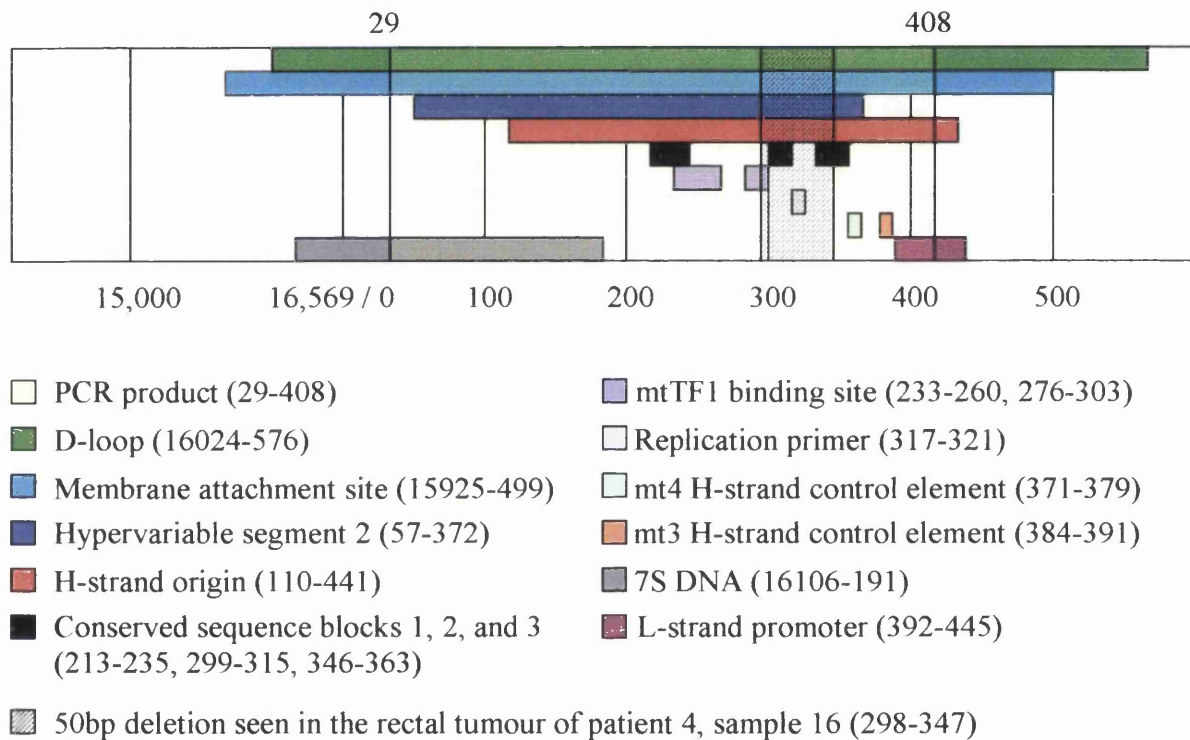 29 408
15,000 16,569 / 0 100 200 300 400 500
PCR product (29-408)
D-loop (16024-576)
Membrane attachment site (15925-499)
Hypervariable segment 2 (57-372)
H-strand origin (110-441)
Conserved sequence blocks 1, 2, and 3
(213-235, 299-315, 346-363)
mtTF1 binding site (233-260, 276-303)
Replication primer (317-321)
mt4 H-strand control element (371-379)
mt3 H-strand control element (384-391)
7S DNA (16106-191)
L-strand promoter (392-445)
50bp deletion seen in the rectal tumour of patient 4, sample 16 (298-347)